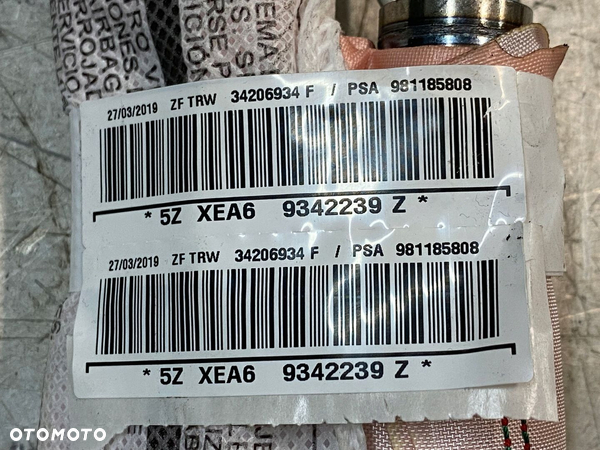 27/03/2019 ZF TRW 34206934 F / PSA 981185808
* 5Z XEA6 9342239 Z *
27/03/2019 ZF TRW 34206934 F / PSA 981185808
* 5Z XEA6 9342239 Z *
OTOMOTO